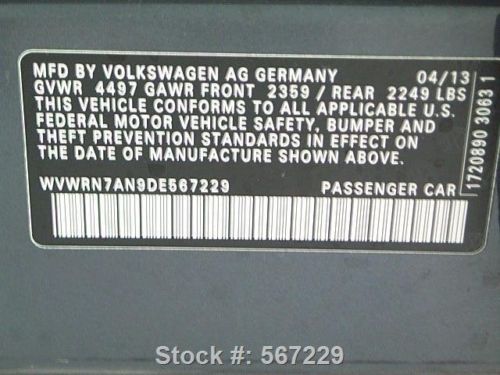 MFD BY VOLKSWAGEN AG GERMANY 04/13
GVWR 4497 GAWR FRONT 2359 / REAR 2249 LBS
THIS VEHICLE CONFORMS TO ALL APPLICABLE U.S.
FEDERAL MOTOR VEHICLE SAFETY, BUMPER AND
THEFT PREVENTION STANDARDS IN EFFECT ON
THE DATE OF MANUFACTURE SHOWN ABOVE.
WVWRN7AN9DE567229 PASSENGER CAR
1720890 3063 1
Stock #: 567229